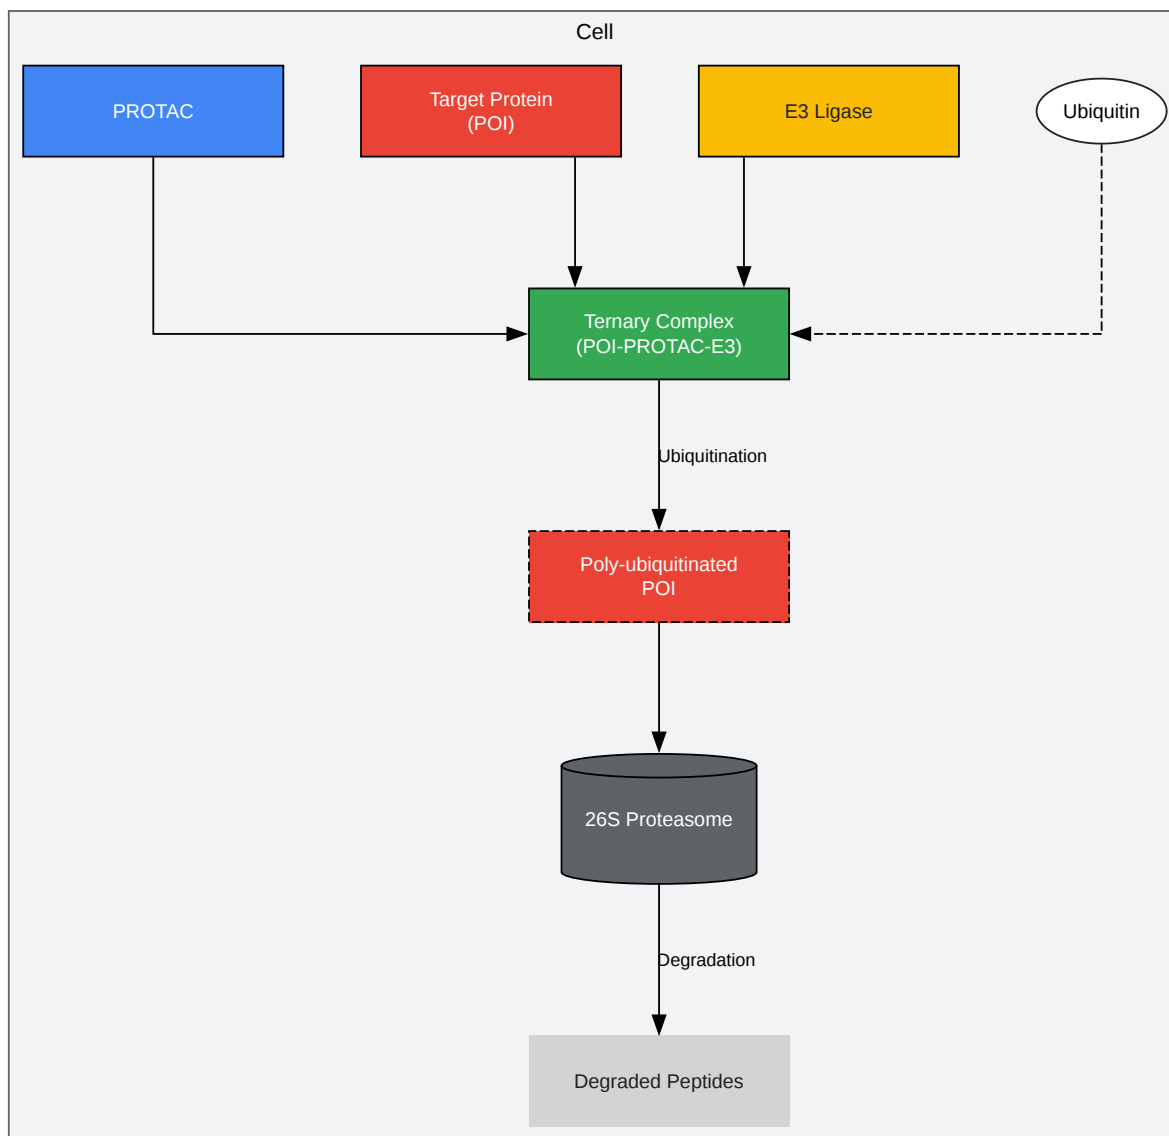 Cell
PROTAC
Target Protein
(POI)
E3 Ligase
Ubiquitin
Ternary Complex
(POI-PROTAC-E3)
Ubiquitination
Poly-ubiquitinated
POI
26S Proteasome
Degradation
Degraded Peptides